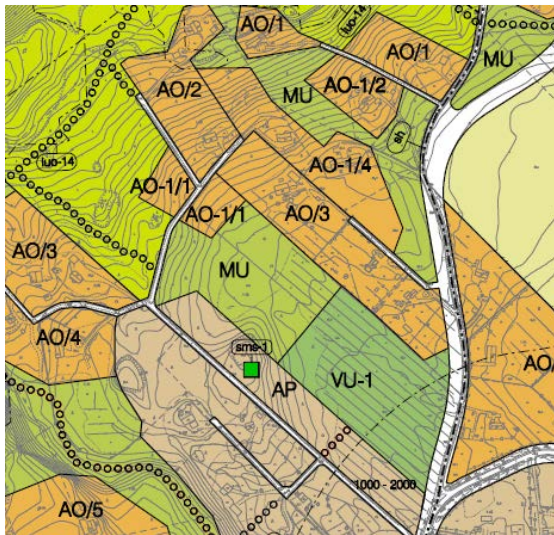 AO/1
luo-14
AO/1
MU
AO/2
MU
AO-1/2
sh
luo-14
AO-1/4
AO-1/1
AO-1/1
AO/3
AO/3
MU
AO/4
sms-1
AP
VU-1
AO/
1000 - 2000
AO/5